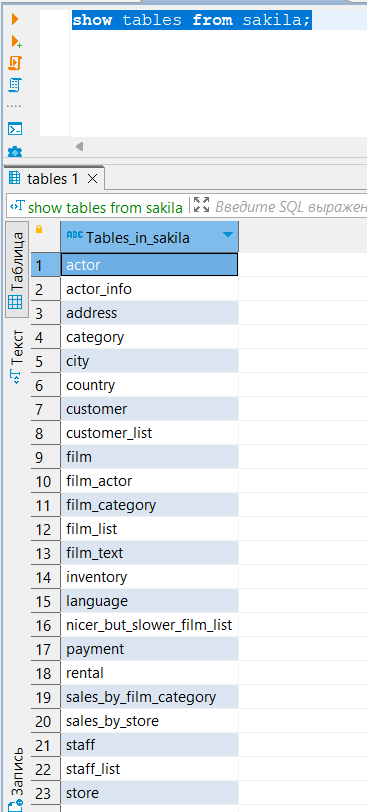 show tables from sakila;
tables 1
show tables from sakila
Введите SQL выражен
Таблица
Текст
Запись
ABC Tables_in_sakila
1 actor
2 actor_info
3 address
4 category
5 city
6 country
7 customer
8 customer_list
9 film
10 film_actor
11 film_category
12 film_list
13 film_text
14 inventory
15 language
16 nicer_but_slower_film_list
17 payment
18 rental
19 sales_by_film_category
20 sales_by_store
21 staff
22 staff_list
23 store